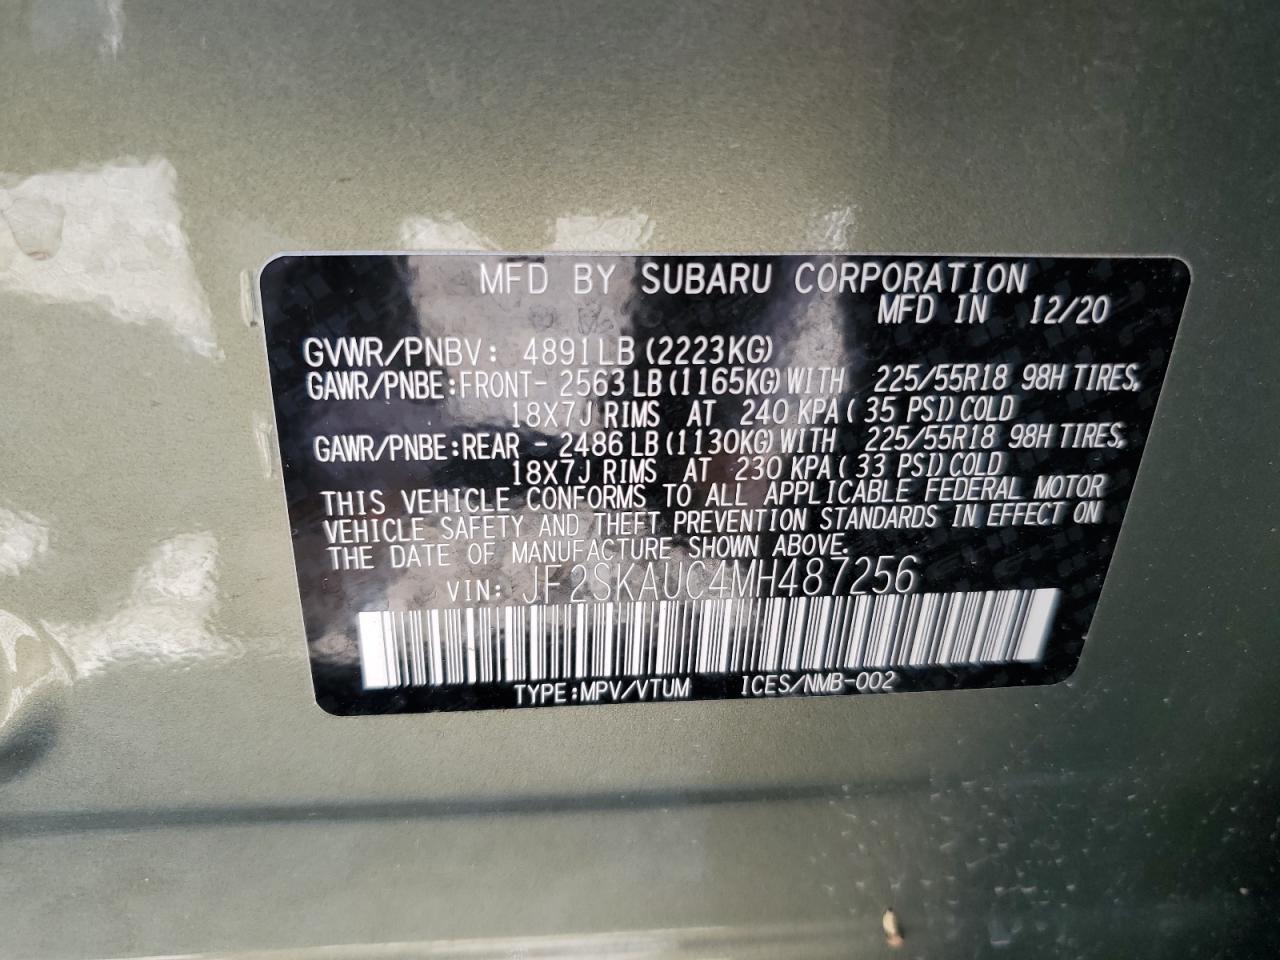 MFD BY SUBARU CORPORATION
MFD IN 12/20
GVWR/PNBV: 4891LB (2223KG)
GAWR/PNBE:FRONT- 2563LB (1165KG) WITH 225/55R18 98H TIRES,
18X7J RIMS AT 240 KPA ( 35 PSI) COLD
GAWR/PNBE:REAR - 2486LB (1130KG) WITH 225/55R18 98H TIRES,
18X7J RIMS AT 230 KPA ( 33 PSI) COLD
THIS VEHICLE CONFORMS TO ALL APPLICABLE FEDERAL MOTOR
VEHICLE SAFETY AND THEFT PREVENTION STANDARDS IN EFFECT ON
THE DATE OF MANUFACTURE SHOWN ABOVE.
VIN: JF2SKAUC4MH487256
TYPE:MPV/VTUM ICES/NMB-002